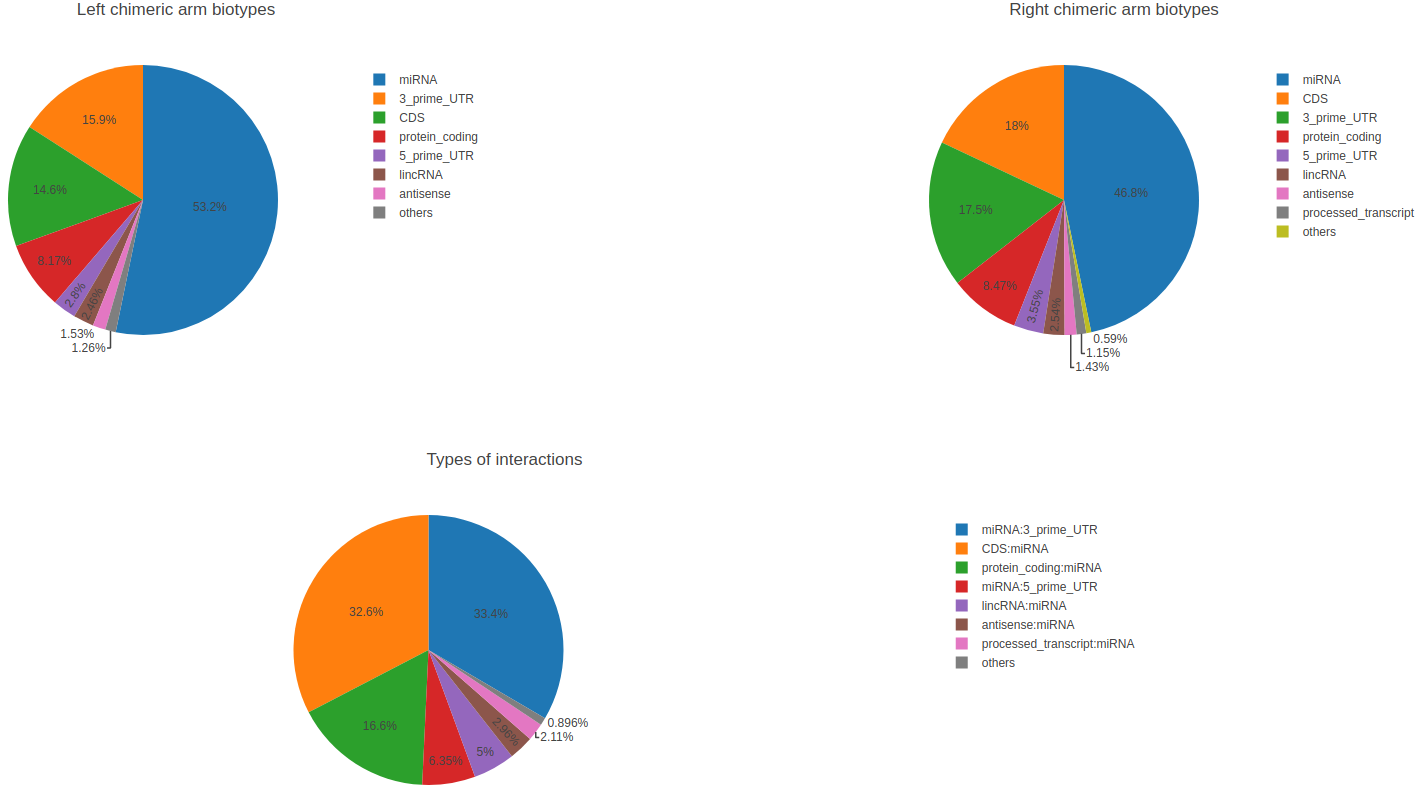 Left chimeric arm biotypes
53.2%
15.9%
14.6%
8.17%
2.8%
2.46%
1.53%
1.26%
miRNA
3_prime_UTR
CDS
protein_coding
5_prime_UTR
lincRNA
antisense
others
Right chimeric arm biotypes
46.8%
18%
17.5%
8.47%
3.55%
2.54%
0.59%
1.15%
1.43%
miRNA
CDS
3_prime_UTR
protein_coding
5_prime_UTR
lincRNA
antisense
processed_transcript
others
Types of interactions
33.4%
32.6%
16.6%
6.35%
5%
2.96%
0.896%
2.11%
miRNA:3_prime_UTR
CDS:miRNA
protein_coding:miRNA
miRNA:5_prime_UTR
lincRNA:miRNA
antisense:miRNA
processed_transcript:miRNA
others